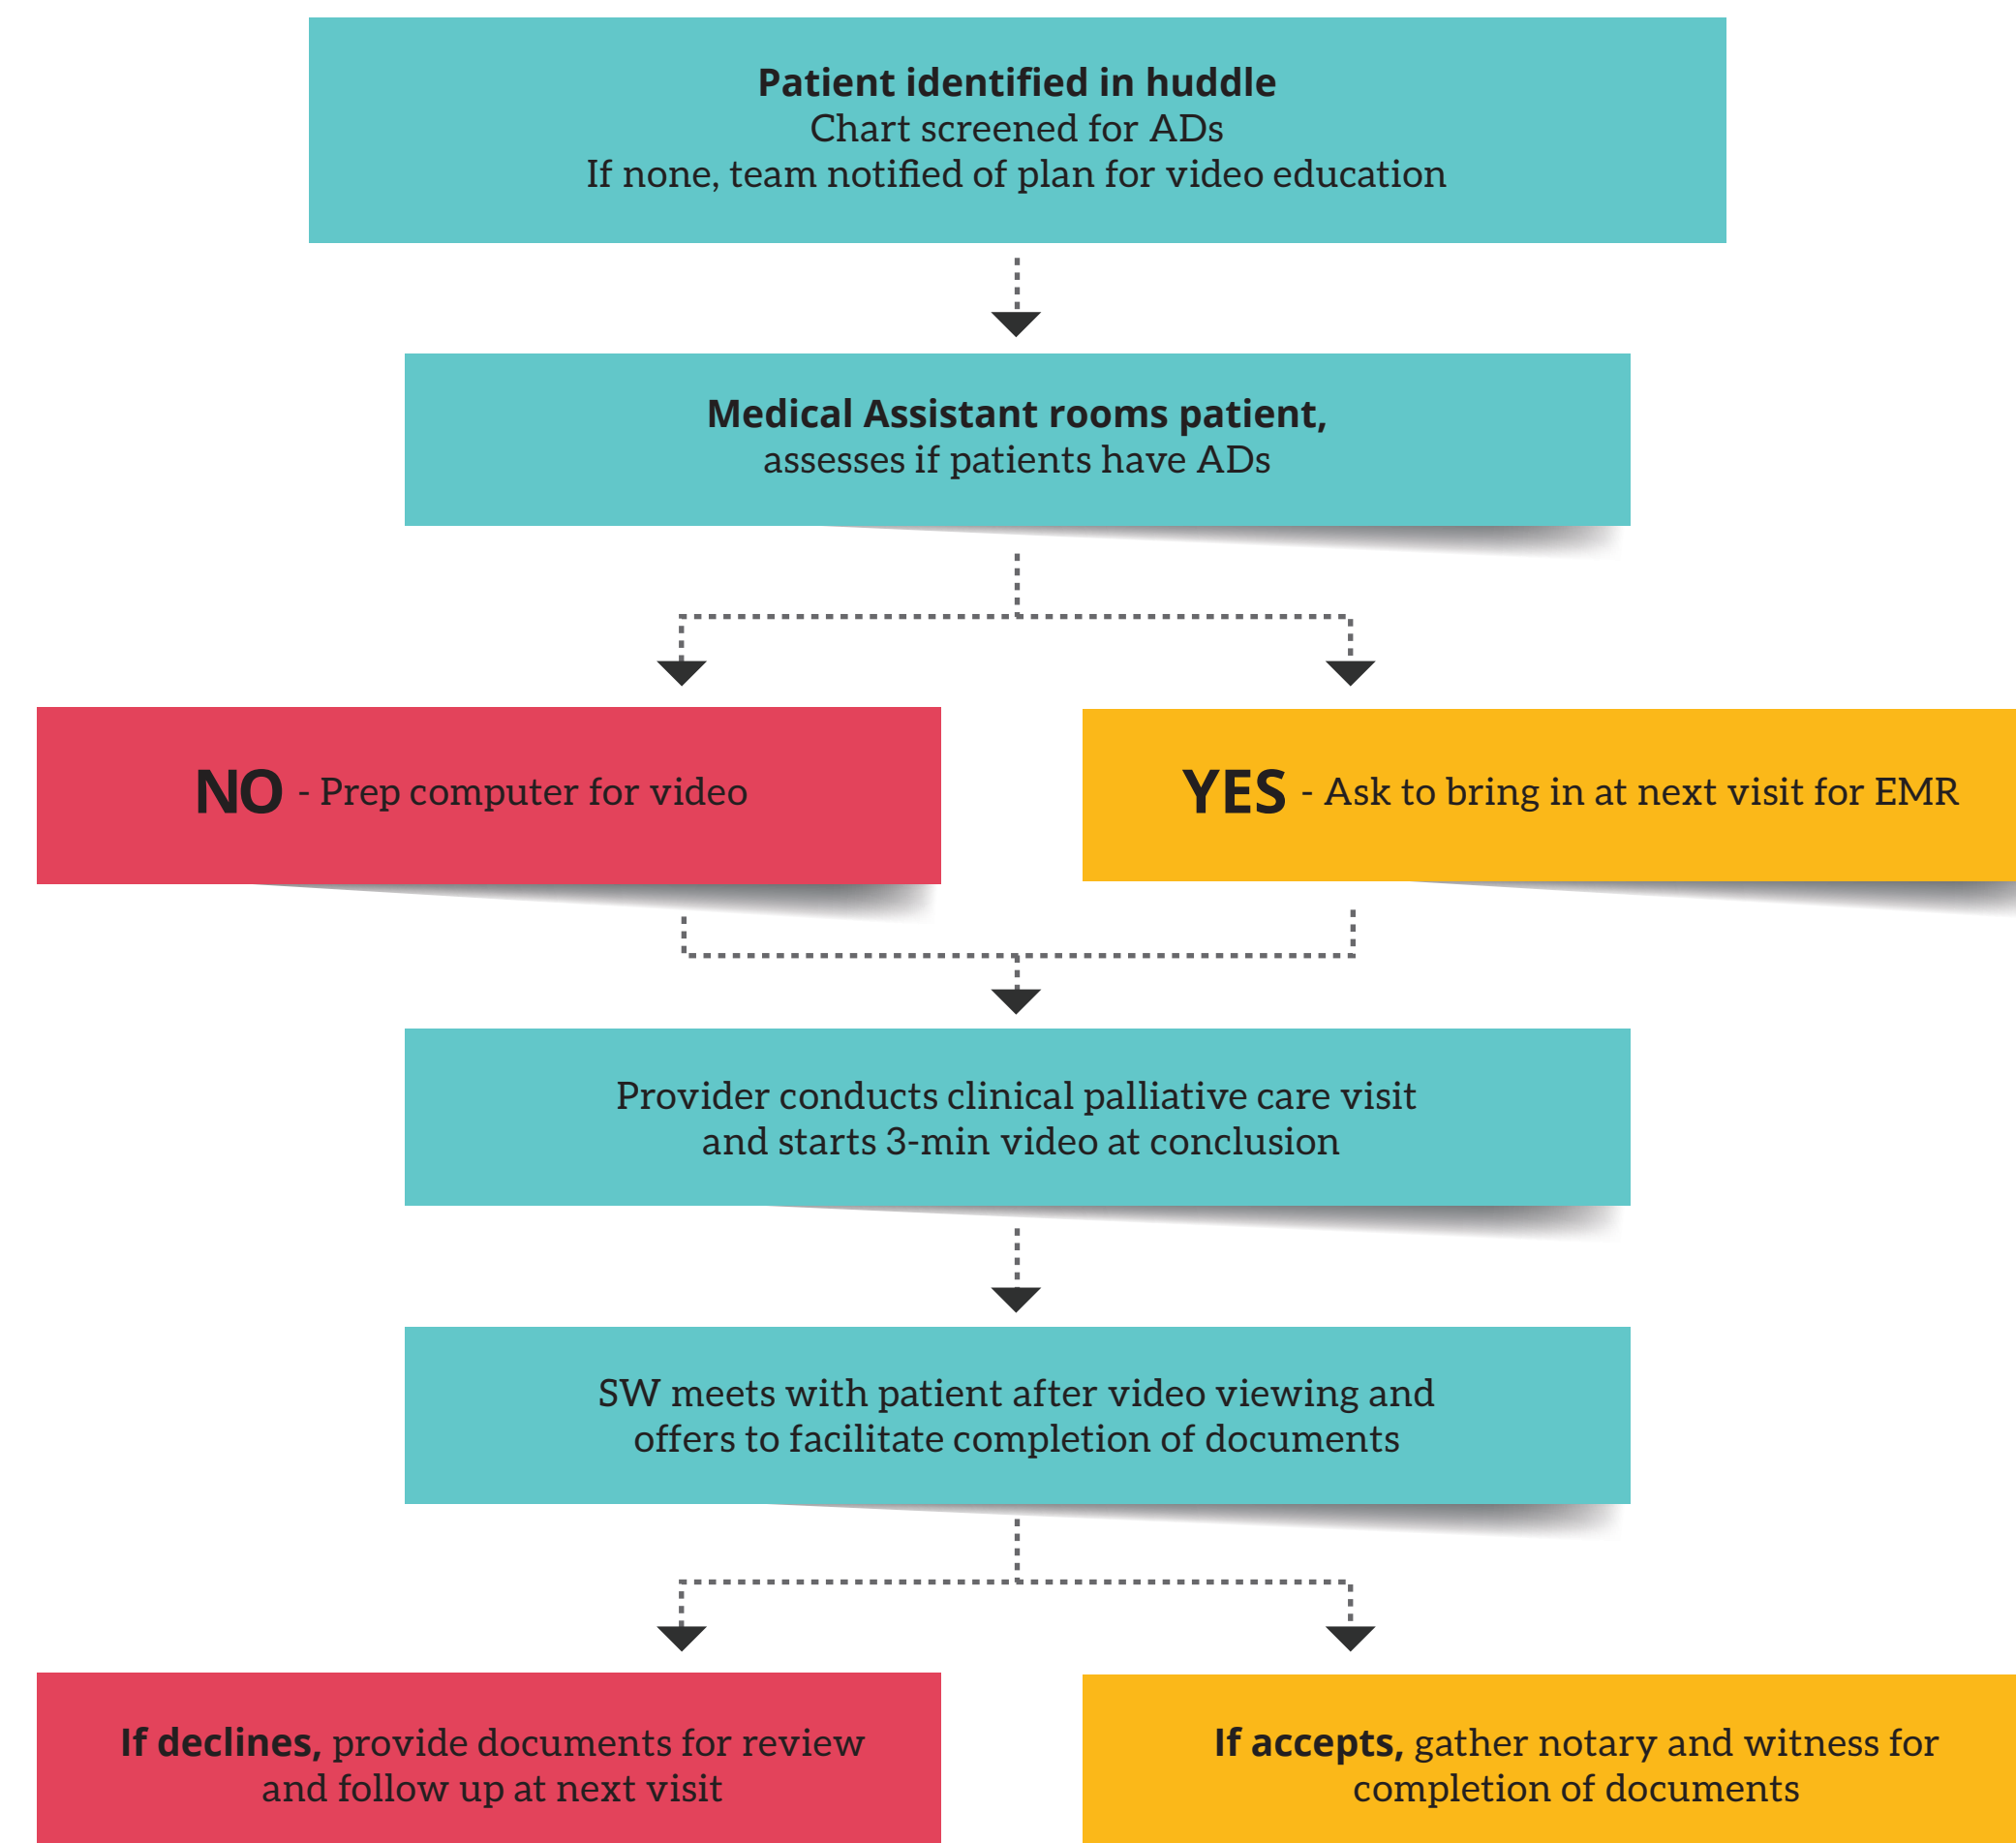 Patient identified in huddle
Chart screened for ADs
If none, team notified of plan for video education
Medical Assistant rooms patient,
assesses if patients have ADs
NO - Prep computer for video
YES - Ask to bring in at next visit for EMR
Provider conducts clinical palliative care visit
and starts 3-min video at conclusion
SW meets with patient after video viewing and
offers to facilitate completion of documents
If declines, provide documents for review
and follow up at next visit
If accepts, gather notary and witness for
completion of documents